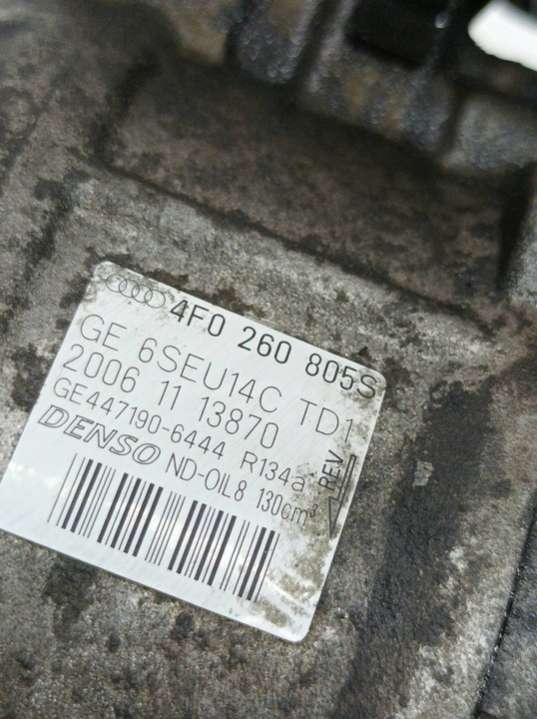 4F0 260 805S
GE 6SEU14C TD1
2006 11 13870
GE447190-6444 R134a
DENSO ND-OIL8 130cm³
REV